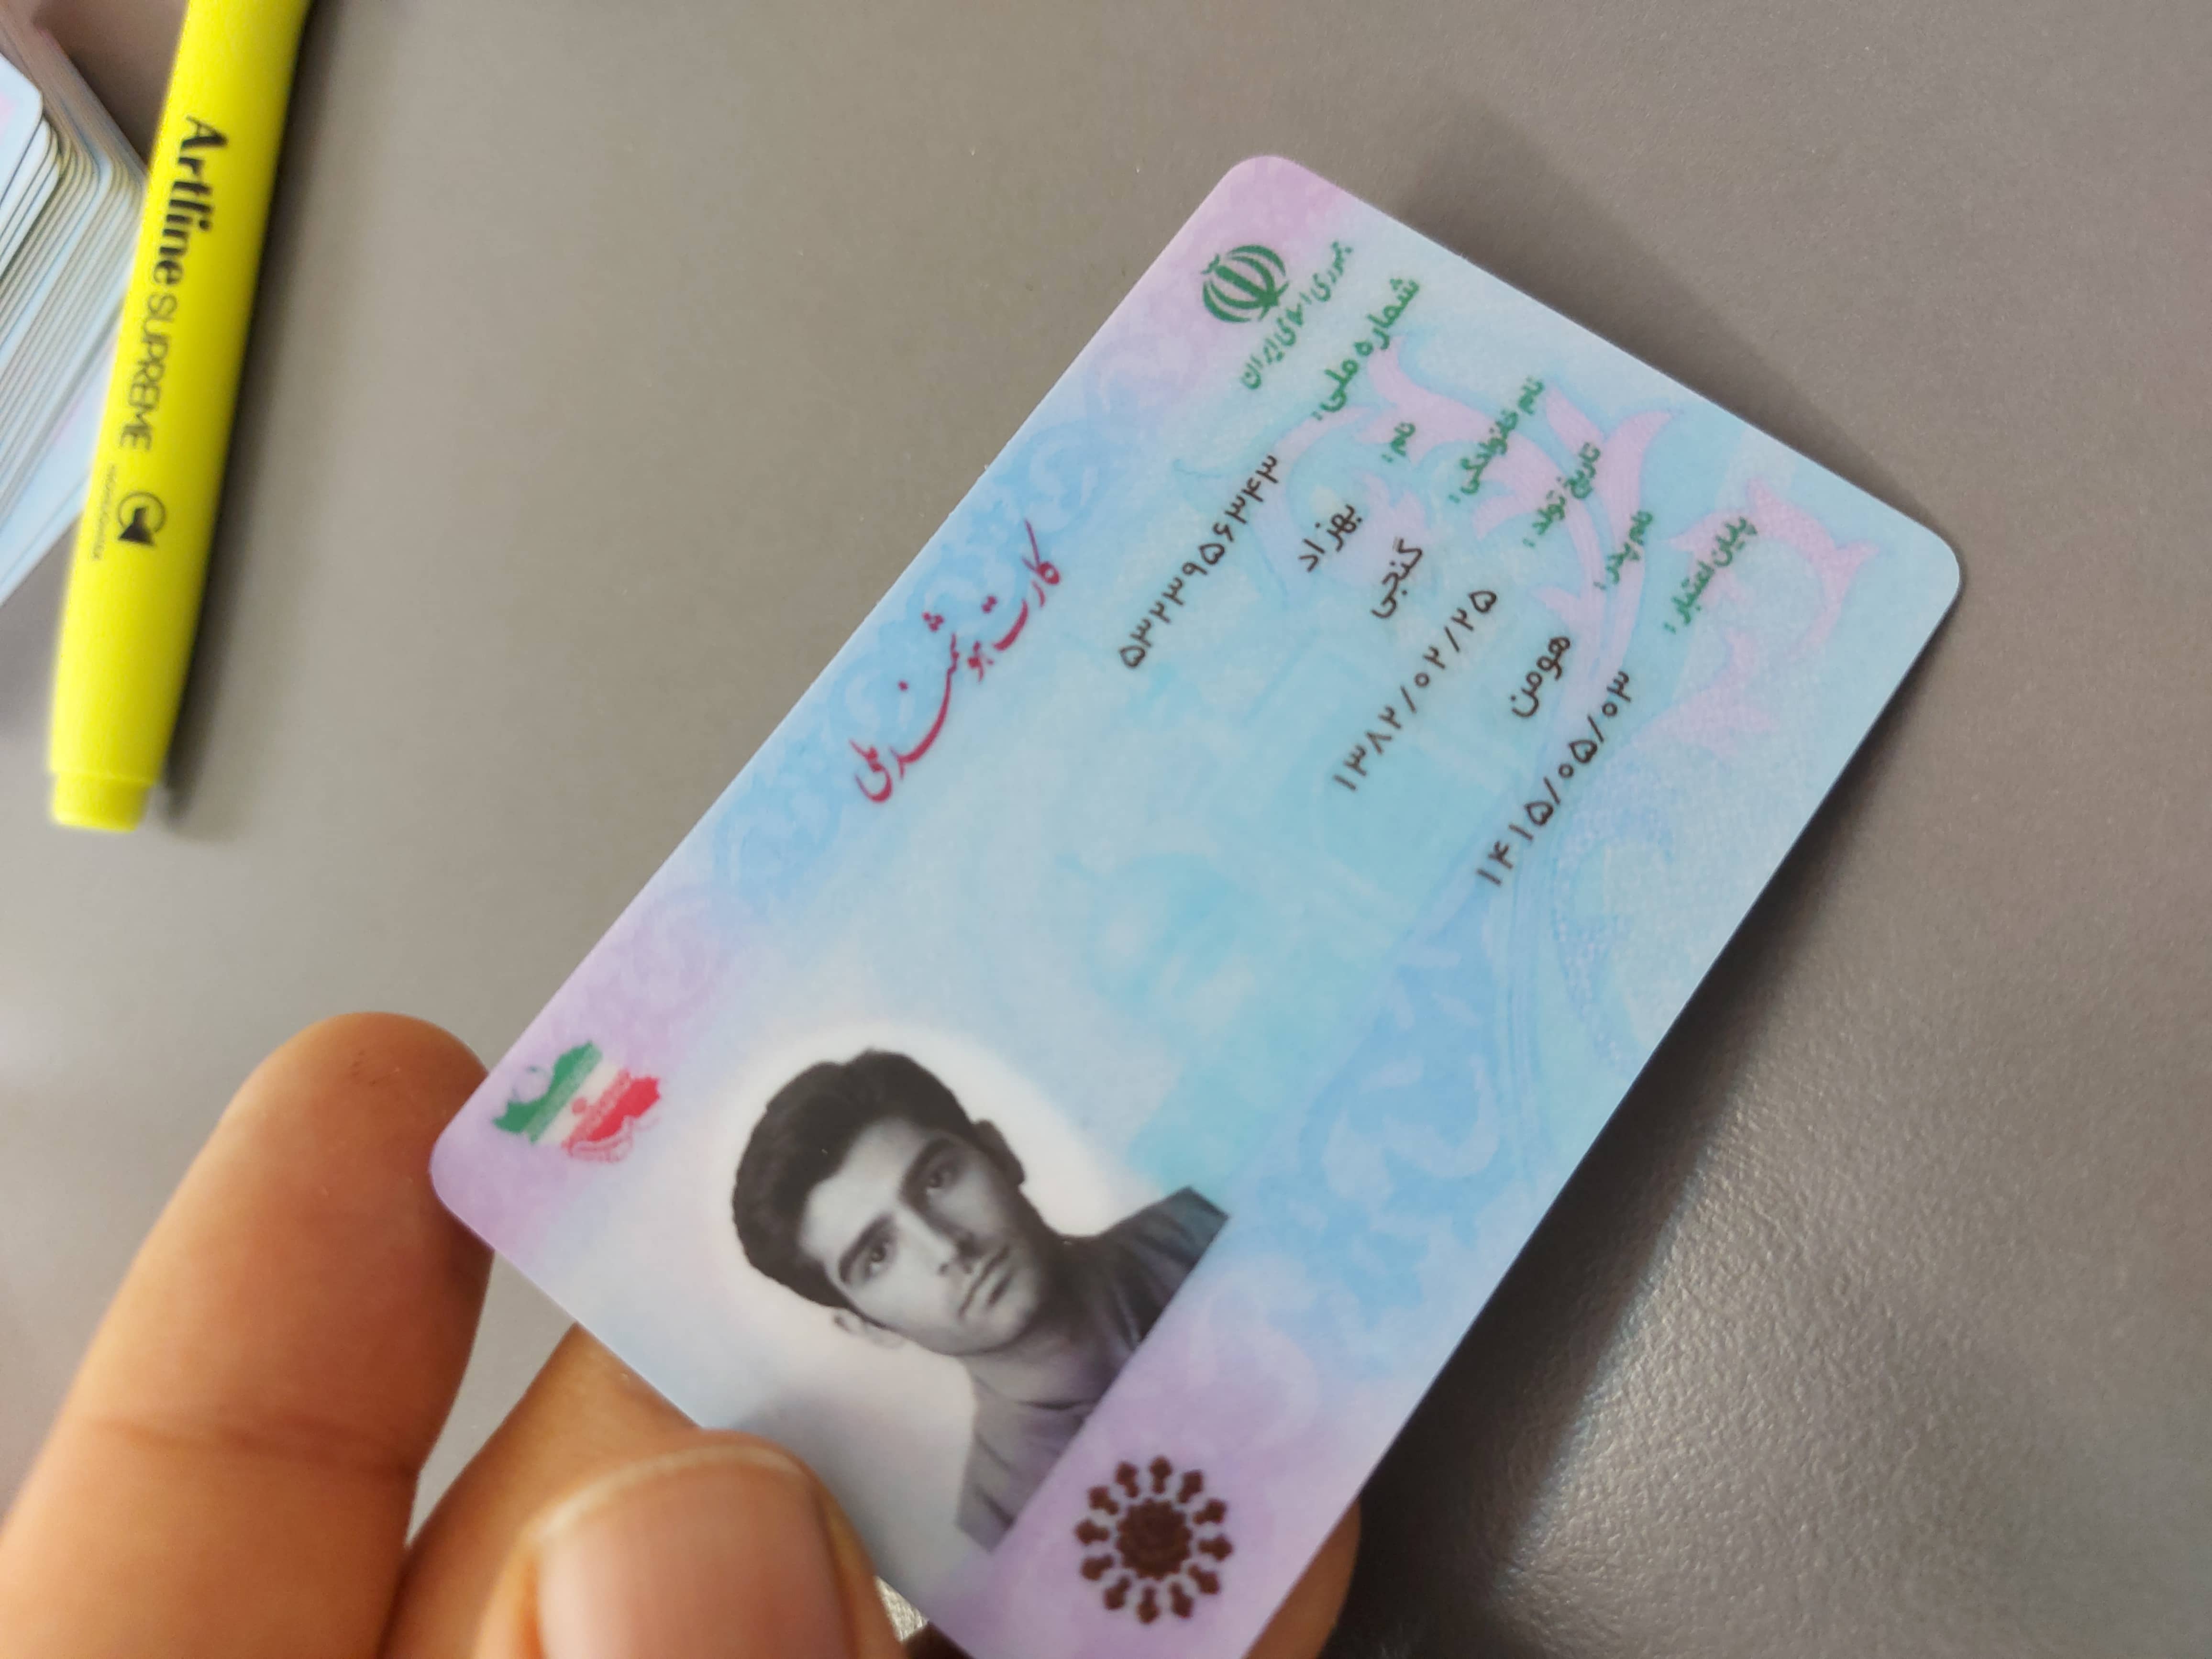 جمهوری اسلامی ایران
کارت هوشمند ملی
شماره ملی: ۵۳۲۳۹۵۶۳۴۳
نام: بهزاد
نام خانوادگی: گنجی
تاریخ تولد: ۱۳۸۲/۰۲/۲۵
نام پدر: هومن
پایان اعتبار: ۱۴۱۵/۰۵/۰۳
Artline SUPREME